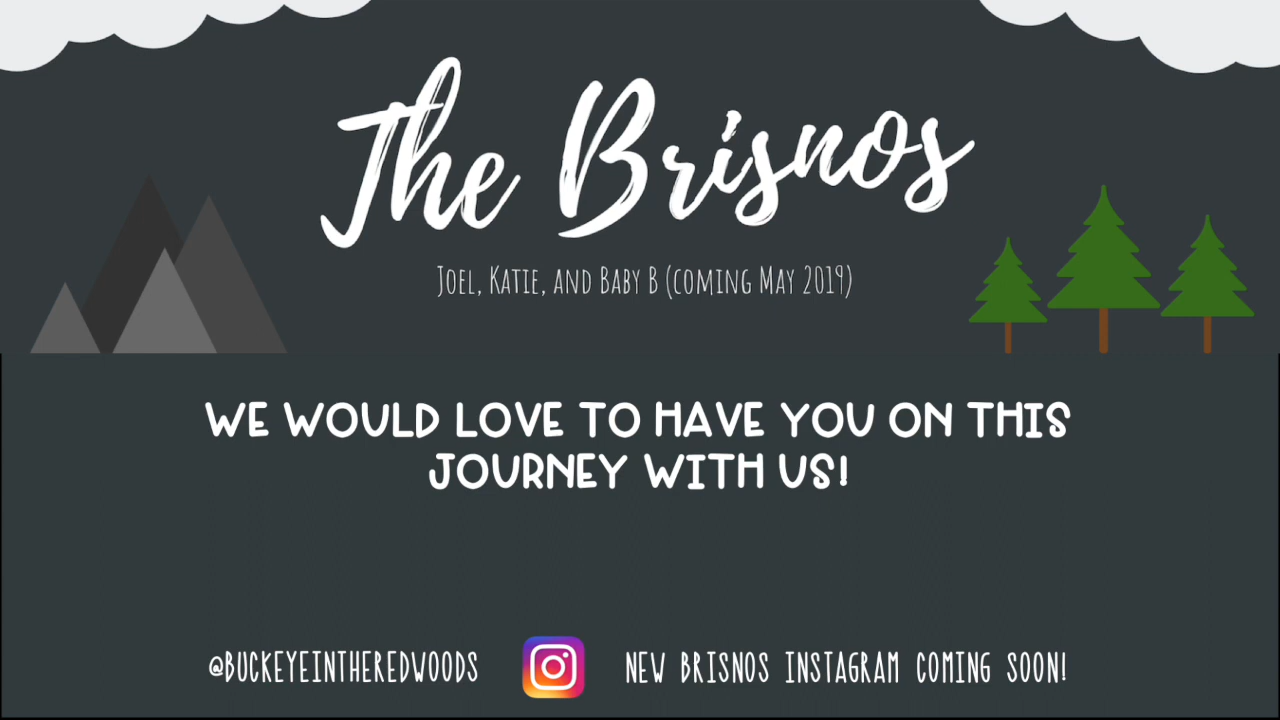 The Brisnos
Joel, Katie, and Baby B (coming May 2019)
WE WOULD LOVE TO HAVE YOU ON THIS
JOURNEY WITH US!
@BUCKEYEINTHEREDWOODS NEW BRISNOS INSTAGRAM COMING SOON!